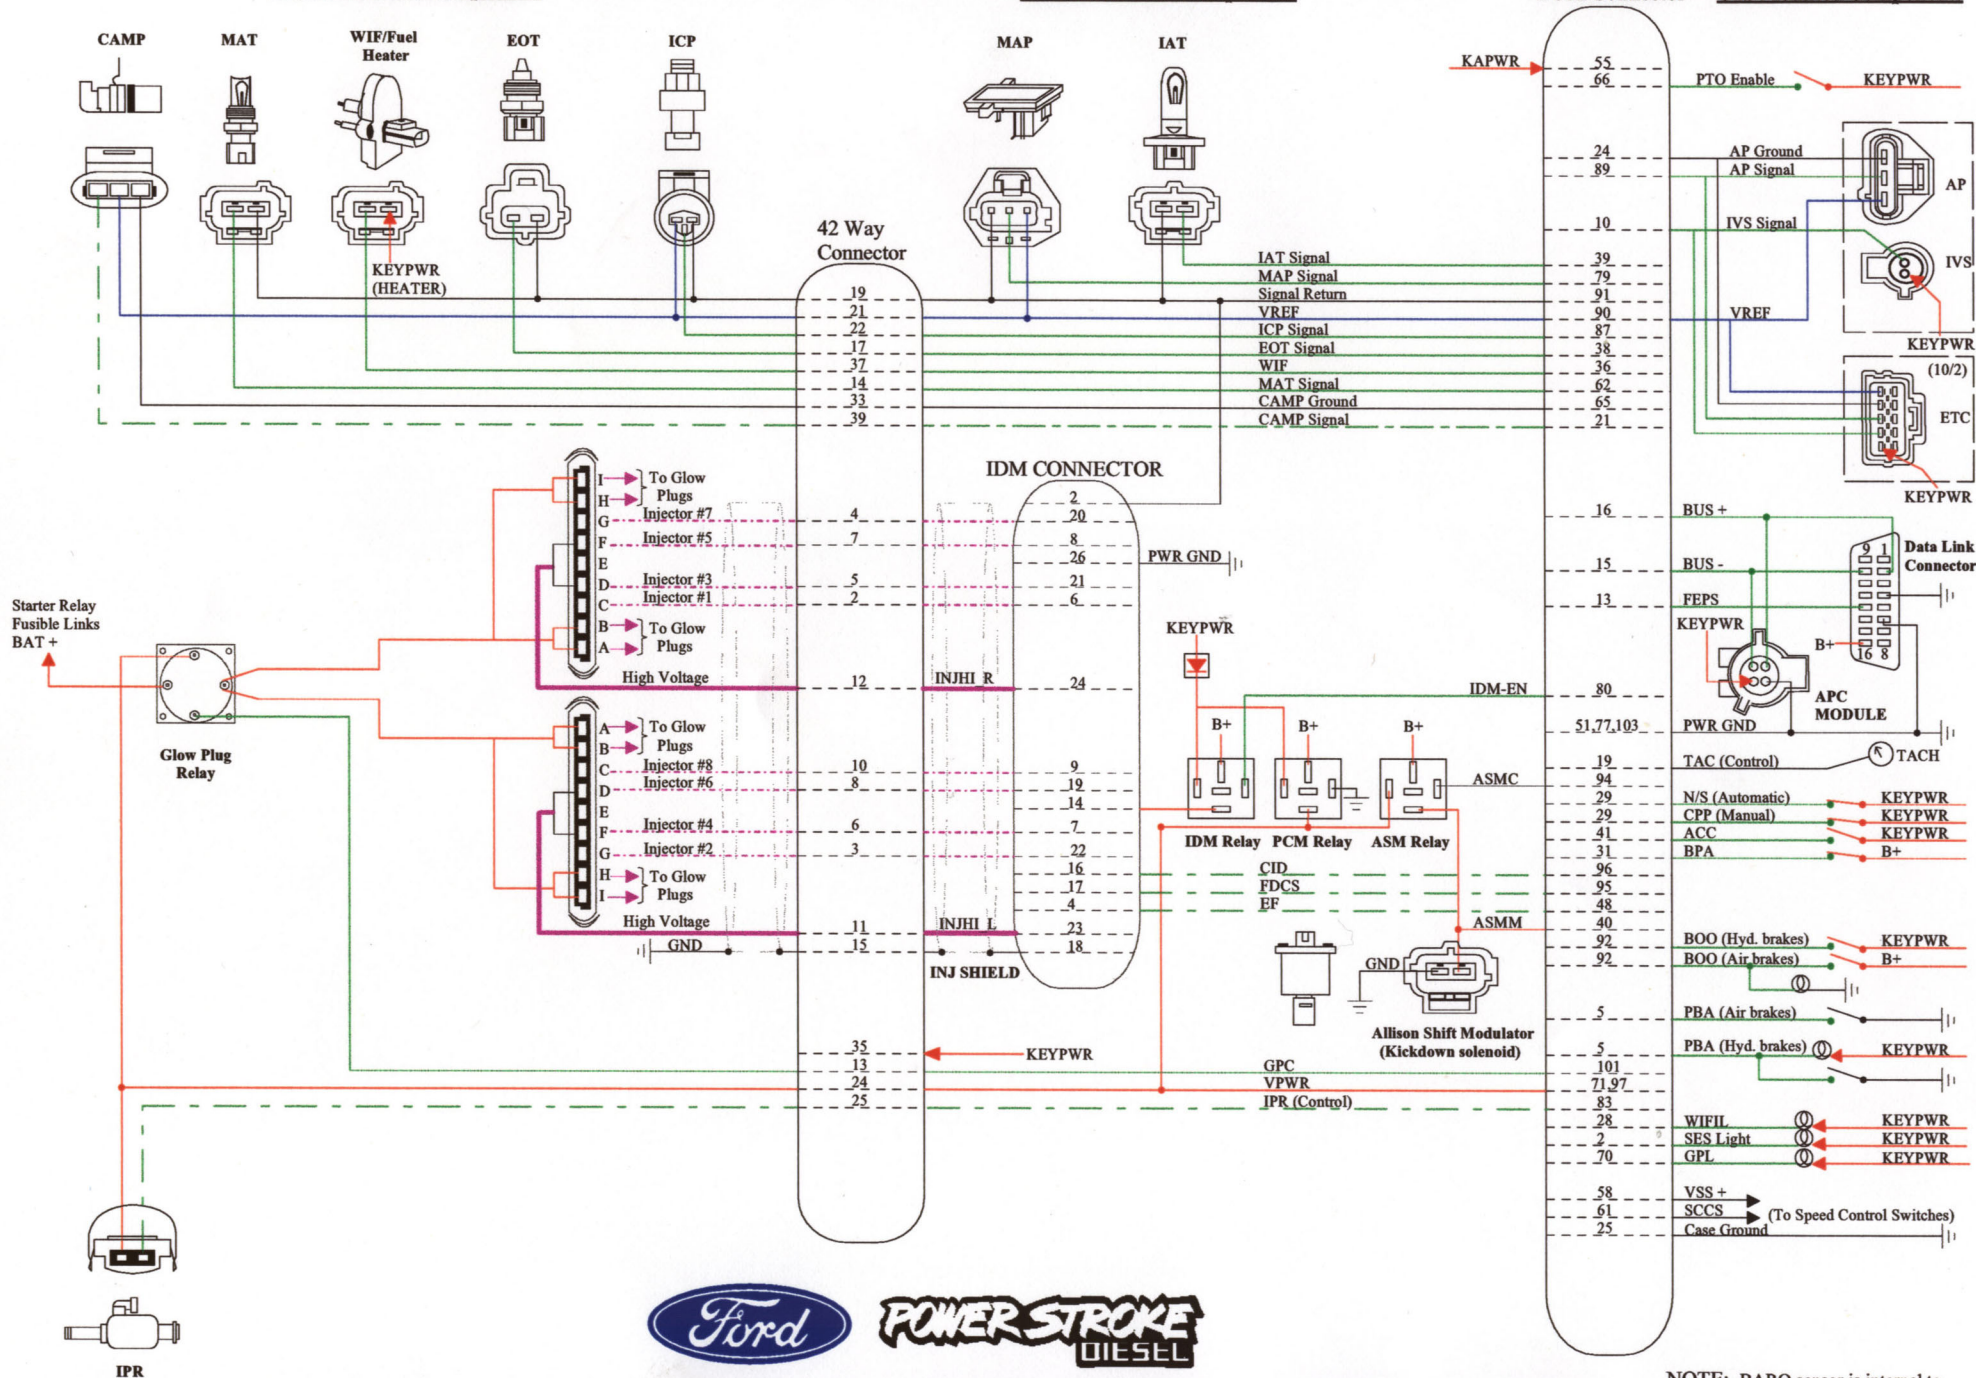 CAMP
MAT
WIF/Fuel
Heater
EOT
ICP
MAP
IAT
KEYPWR
(HEATER)
42 Way
Connector
19
21
22
17
37
14
33
39
IAT Signal
MAP Signal
Signal Return
VREF
ICP Signal
EOT Signal
WIF
MAT Signal
CAMP Ground
CAMP Signal
KAPWR
55
66
24
89
10
39
79
91
90
87
38
36
62
65
21
PTO Enable
KEYPWR
AP Ground
AP Signal
IVS Signal
VREF
AP
IVS
KEYPWR
(10/2)
ETC
KEYPWR
IDM CONNECTOR
I
H
G
F
E
D
C
B
A
To Glow
Plugs
Injector #7
Injector #5
Injector #3
Injector #1
To Glow
Plugs
High Voltage
4
7
5
2
12
INJHI_R
2
20
8
26
21
6
24
PWR GND
Starter Relay
Fusible Links
BAT +
Glow Plug
Relay
A
B
C
D
E
F
G
H
I
To Glow
Plugs
Injector #8
Injector #6
Injector #4
Injector #2
To Glow
Plugs
High Voltage
GND
10
8
6
3
11
15
INJHI_L
INJ SHIELD
9
19
14
7
22
16
17
4
23
18
KEYPWR
B+
B+
B+
IDM-EN
IDM Relay
PCM Relay
ASM Relay
ASMC
CID
FDCS
EF
ASMM
GND
Allison Shift Modulator
(Kickdown solenoid)
16
15
13
80
51,77,103
19
94
29
29
41
31
96
95
48
40
92
92
5
5
101
71,97
83
28
2
70
58
61
25
BUS +
BUS -
FEPS
KEYPWR
9 1
16 8
B+
Data Link
Connector
APC
MODULE
PWR GND
TAC (Control)
TACH
N/S (Automatic)
KEYPWR
CPP (Manual)
KEYPWR
ACC
KEYPWR
BPA
B+
BOO (Hyd. brakes)
KEYPWR
BOO (Air brakes)
B+
PBA (Air brakes)
PBA (Hyd. brakes)
KEYPWR
35
13
24
25
KEYPWR
GPC
VPWR
IPR (Control)
WIFIL
KEYPWR
SES Light
KEYPWR
GPL
KEYPWR
VSS +
SCCS
(To Speed Control Switches)
Case Ground
IPR
Ford
POWER STROKE
DIESEL